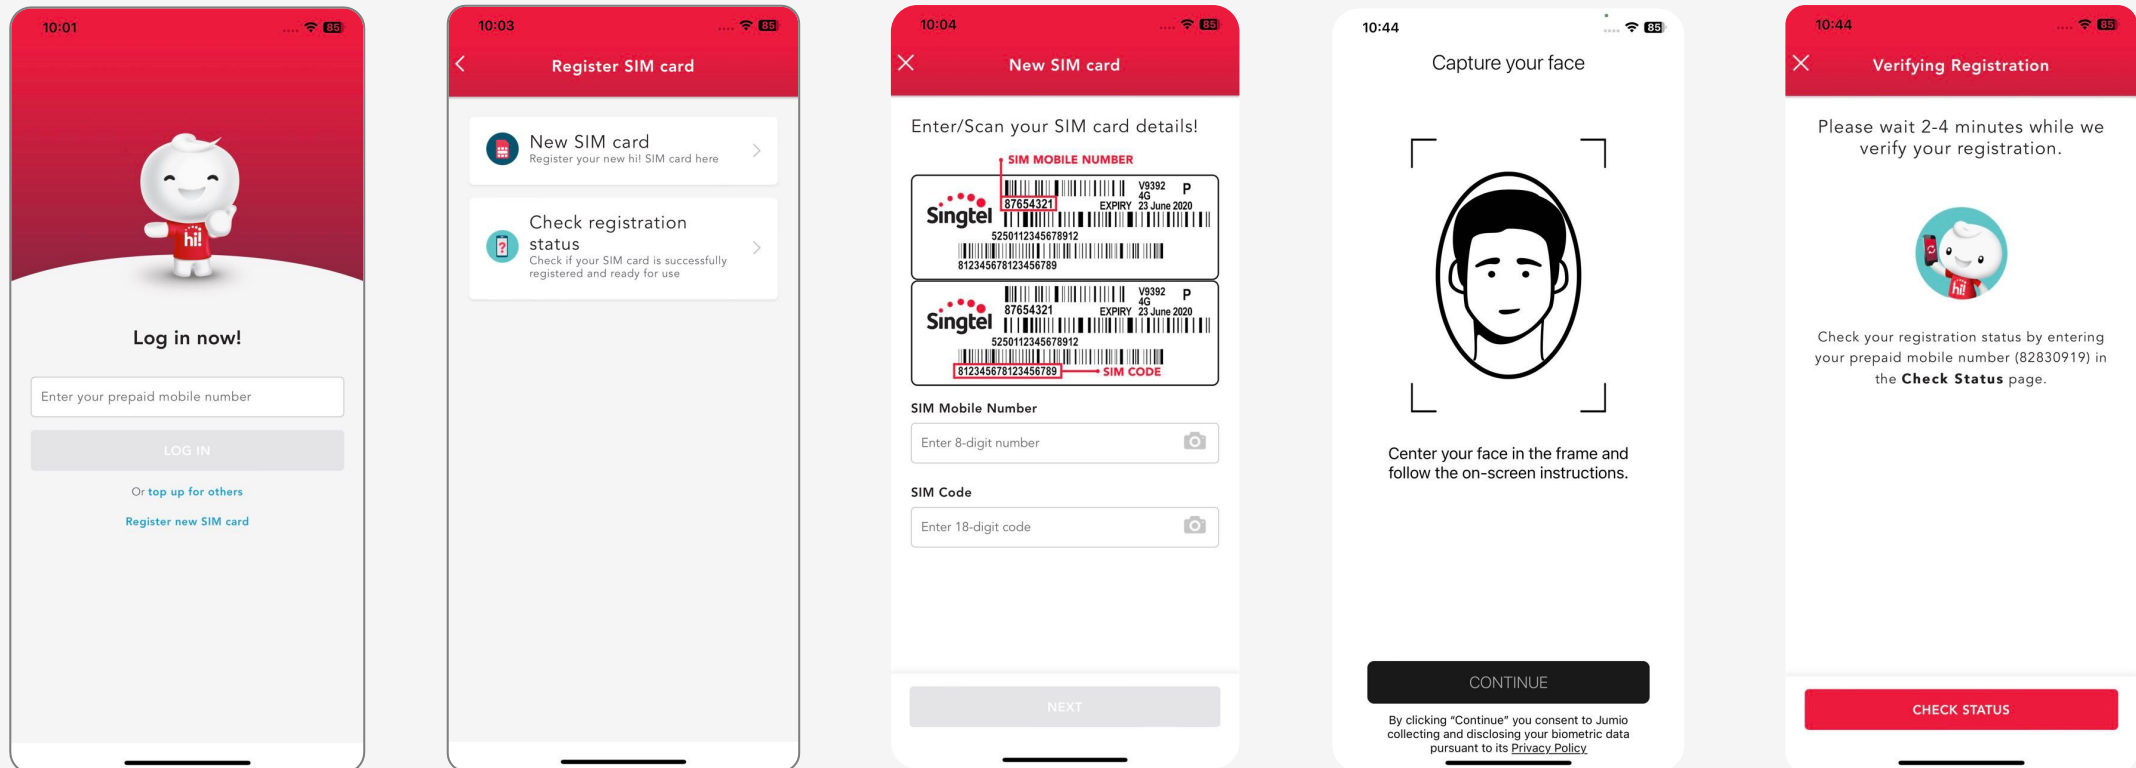 10:01
85
hi!
Log in now!
Enter your prepaid mobile number
LOG IN
Or top up for others
Register new SIM card
10:03
85
Register SIM card
New SIM card
Register your new hi! SIM card here
Check registration
status
Check if your SIM card is successfully
registered and ready for use
10:04
85
New SIM card
Enter/Scan your SIM card details!
SIM MOBILE NUMBER
Singtel
V9392 P
4G
87654321 EXPIRY 23 June 2020
5250112345678912
812345678123456789
Singtel
V9392 P
4G
87654321 EXPIRY 23 June 2020
5250112345678912
812345678123456789 SIM CODE
SIM Mobile Number
Enter 8-digit number
SIM Code
Enter 18-digit code
NEXT
10:44
85
Capture your face
Center your face in the frame and
follow the on-screen instructions.
CONTINUE
By clicking "Continue" you consent to Jumio
collecting and disclosing your biometric data
pursuant to its Privacy Policy
10:44
85
Verifying Registration
Please wait 2-4 minutes while we
verify your registration.
hi!
Check your registration status by entering
your prepaid mobile number (82830919) in
the Check Status page.
CHECK STATUS